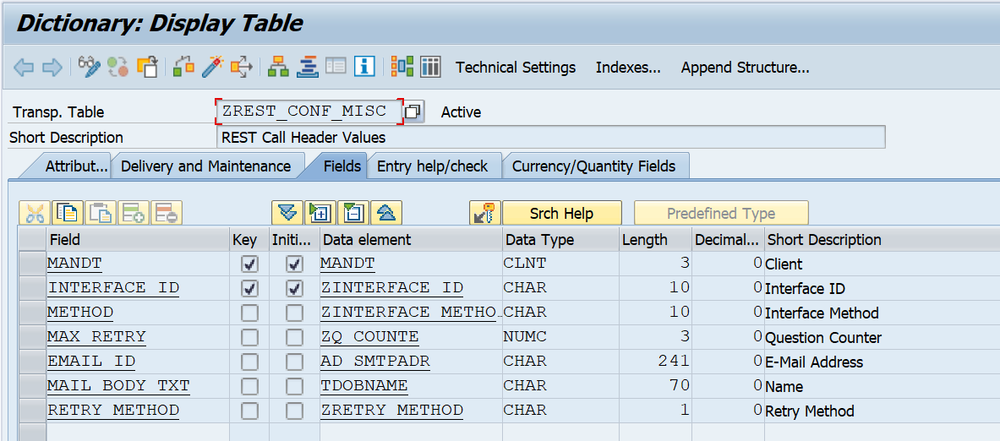 Dictionary: Display Table
Technical Settings Indexes... Append Structure...
Transp. Table ZREST_CONF_MISC Active
Short Description REST Call Header Values
Attribut... Delivery and Maintenance Fields Entry help/check Currency/Quantity Fields
Srch Help Predefined Type
Field Key Initi... Data element Data Type Length Decimal... Short Description
MANDT MANDT CLNT 3 0 Client
INTERFACE_ID ZINTERFACE_ID CHAR 10 0 Interface ID
METHOD ZINTERFACE_METHO... CHAR 10 0 Interface Method
MAX_RETRY ZQ_COUNTE NUMC 3 0 Question Counter
EMAIL_ID AD_SMTPADR CHAR 241 0 E-Mail Address
MAIL_BODY_TXT TDOBNAME CHAR 70 0 Name
RETRY_METHOD ZRETRY_METHOD CHAR 1 0 Retry Method